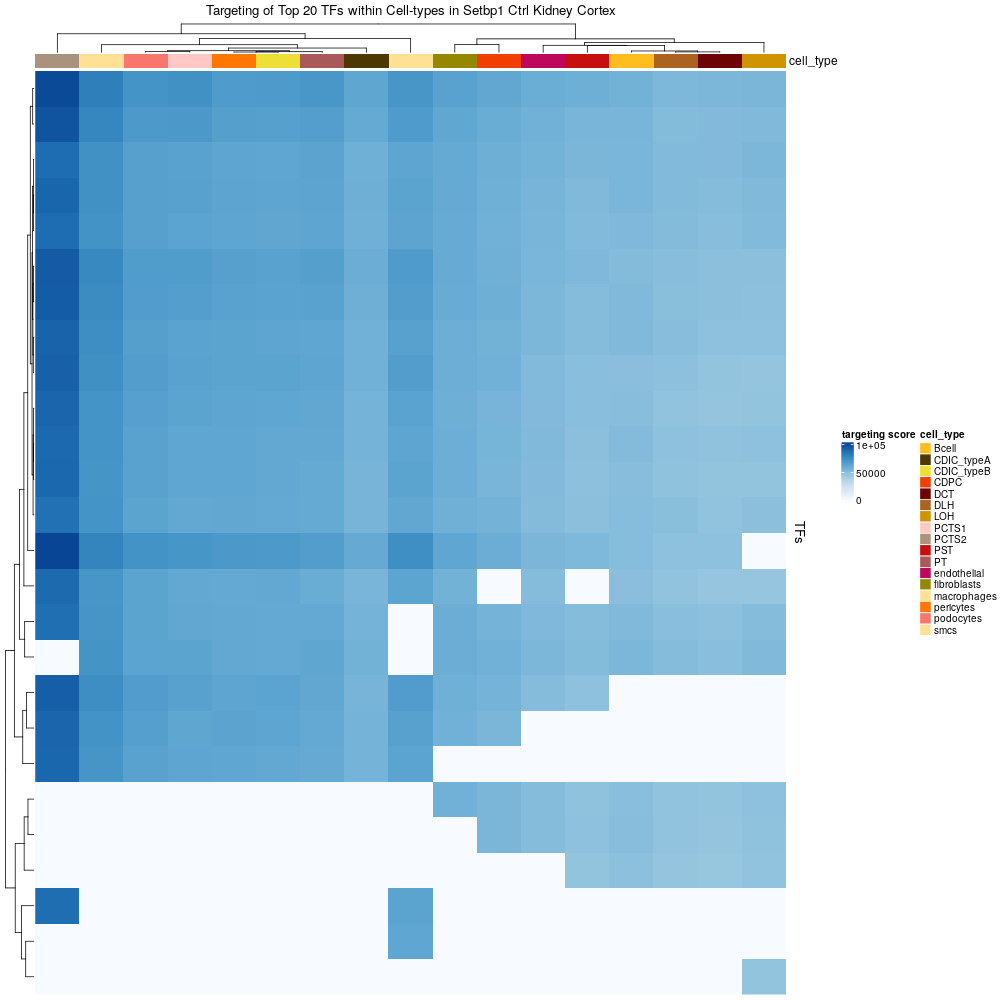 Targeting of Top 20 TFs within Cell-types in Setbp1 Ctrl Kidney Cortex
cell_type
TFs
targeting score
1e+05
50000
0
cell_type
Bcell
CDIC_typeA
CDIC_typeB
CDPC
DCT
DLH
LOH
PCTS1
PCTS2
PST
PT
endothelial
fibroblasts
macrophages
pericytes
podocytes
smcs